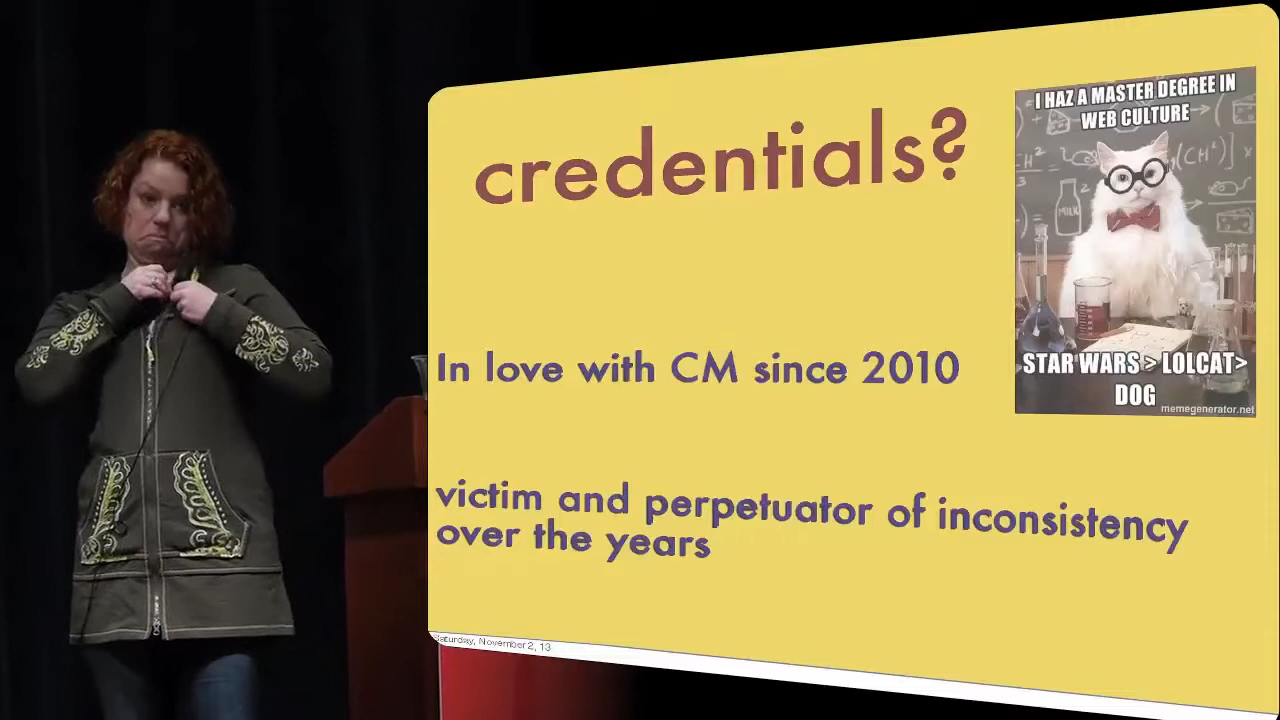 credentials?
I HAZ A MASTER DEGREE IN
WEB CULTURE
MILK
STAR WARS > LOLCAT>
DOG
memegenerator.net
In love with CM since 2010
victim and perpetuator of inconsistency
over the years
Saturday, November 2, 13